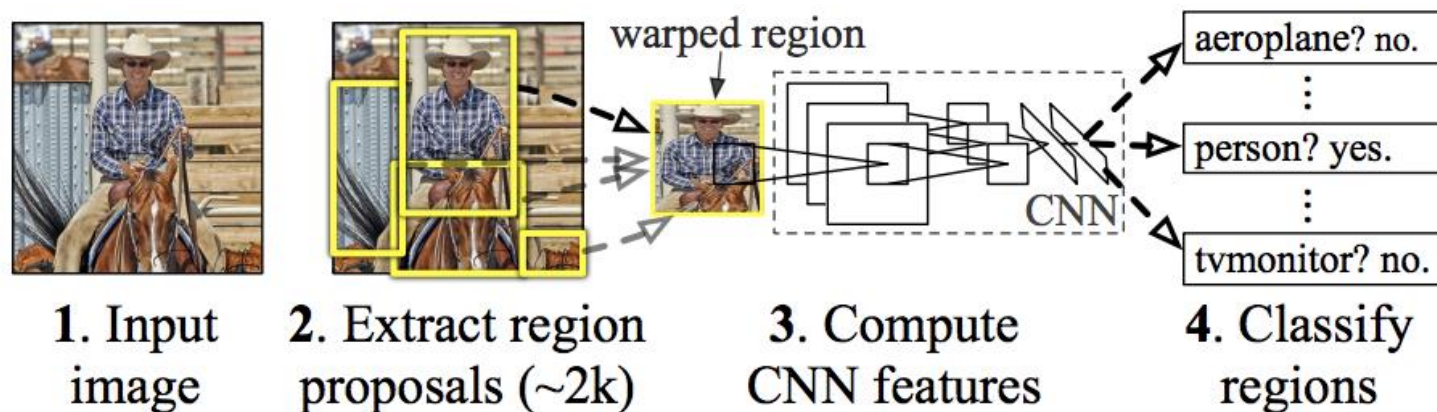 warped region
aeroplane? no.
⋮
person? yes.
⋮
tvmonitor? no.
CNN
1. Input
image
2. Extract region
proposals (~2k)
3. Compute
CNN features
4. Classify
regions